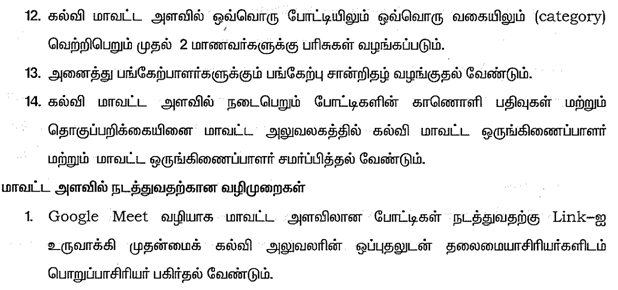 12. கல்வி மாவட்ட அளவில் ஒவ்வொரு போட்டியிலும் ஒவ்வொரு வகையிலும் (category)
வெற்றிபெறும் முதல் 2 மாணவர்களுக்கு பரிசுகள் வழங்கப்படும்.
13. அனைத்து பங்கேற்பாளர்களுக்கும் பங்கேற்பு சான்றிதழ் வழங்குதல் வேண்டும்.
14. கல்வி மாவட்ட அளவில் நடைபெறும் போட்டிகளின் காணொளி பதிவுகள் மற்றும்
தொகுப்பறிக்கையினை மாவட்ட அலுவலகத்தில் கல்வி மாவட்ட ஒருங்கிணைப்பாளர்
மற்றும் மாவட்ட ஒருங்கிணைப்பாளர் சமர்ப்பித்தல் வேண்டும்.
மாவட்ட அளவில் நடத்துவதற்கான வழிமுறைகள்
1. Google Meet வழியாக மாவட்ட அளவிலான போட்டிகள் நடத்துவதற்கு Link-ஐ
உருவாக்கி முதன்மைக் கல்வி அலுவலரின் ஒப்புதலுடன் தலைமையாசிரியர்களிடம்
பொறுப்பாசிரியர் பகிர்தல் வேண்டும்.